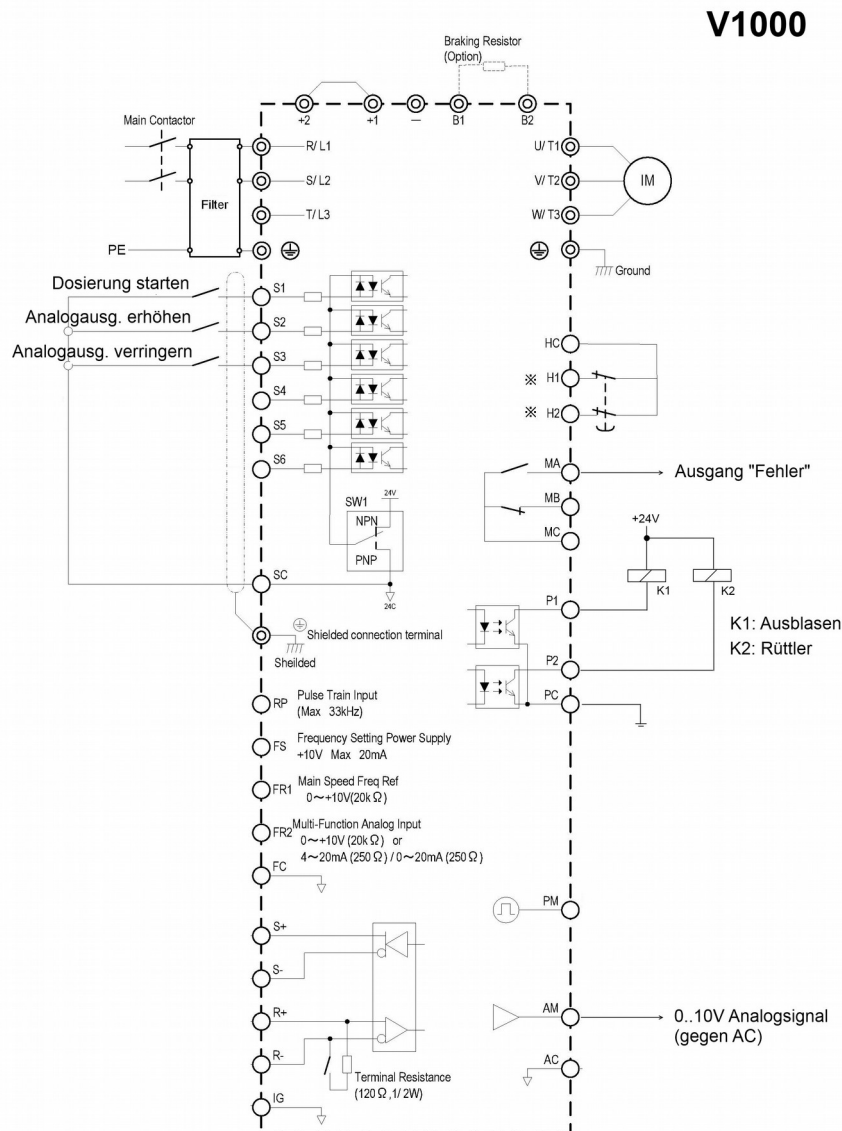 V1000
Braking Resistor
(Option)
+2
+1
−
B1
B2
Main Contactor
R/ L1
U/ T1
S/ L2
V/ T2
IM
Filter
T/ L3
W/ T3
PE
Ground
Dosierung starten
S1
Analogausg. erhöhen
S2
Analogausg. verringern
S3
S4
S5
S6
HC
※ H1
※ H2
MA
Ausgang "Fehler"
MB
MC
SW1
24V
NPN
PNP
24C
SC
+24V
K1
K2
P1
K1: Ausblasen
K2: Rüttler
P2
PC
Shielded connection terminal
Sheilded
RP
Pulse Train Input
(Max 33kHz)
FS
Frequency Setting Power Supply
+10V Max 20mA
FR1
Main Speed Freq Ref
0～+10V(20kΩ)
FR2
Multi-Function Analog Input
0～+10V (20kΩ) or
4～20mA (250Ω) / 0～20mA (250Ω)
FC
PM
S+
S-
R+
R-
AM
0..10V Analogsignal
(gegen AC)
AC
Terminal Resistance
(120Ω,1/ 2W)
IG